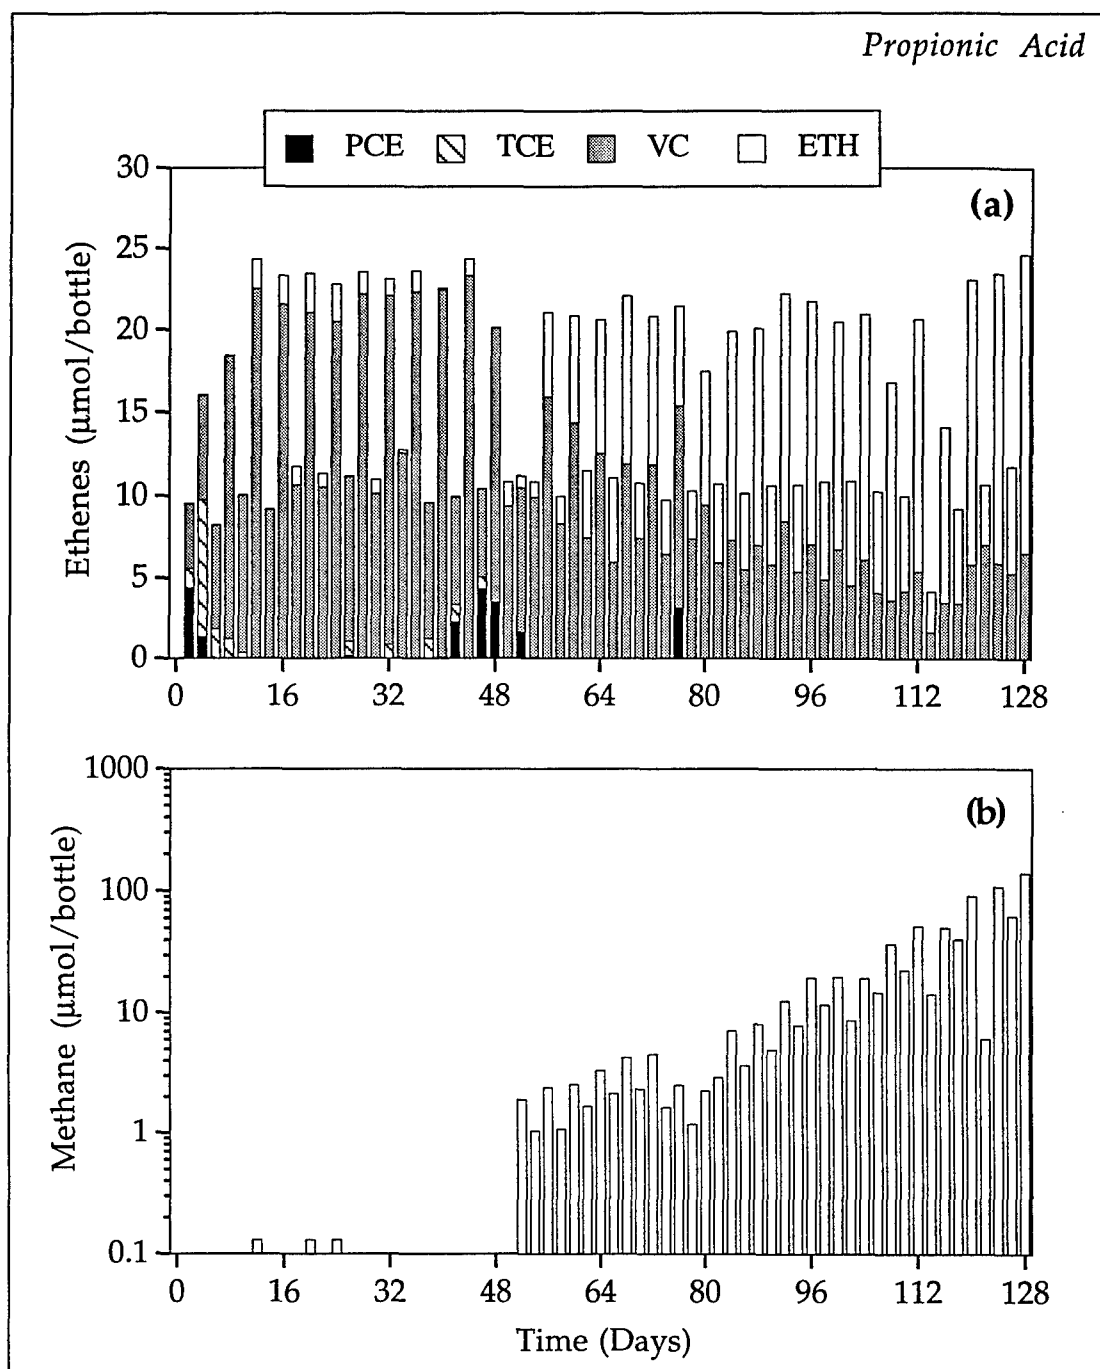 Propionic Acid
PCE TCE VC ETH
(a)
30
25
20
15
10
5
0
Ethenes (µmol/bottle)
0 16 32 48 64 80 96 112 128
(b)
1000
100
10
1
0.1
Methane (µmol/bottle)
0 16 32 48 64 80 96 112 128
Time (Days)